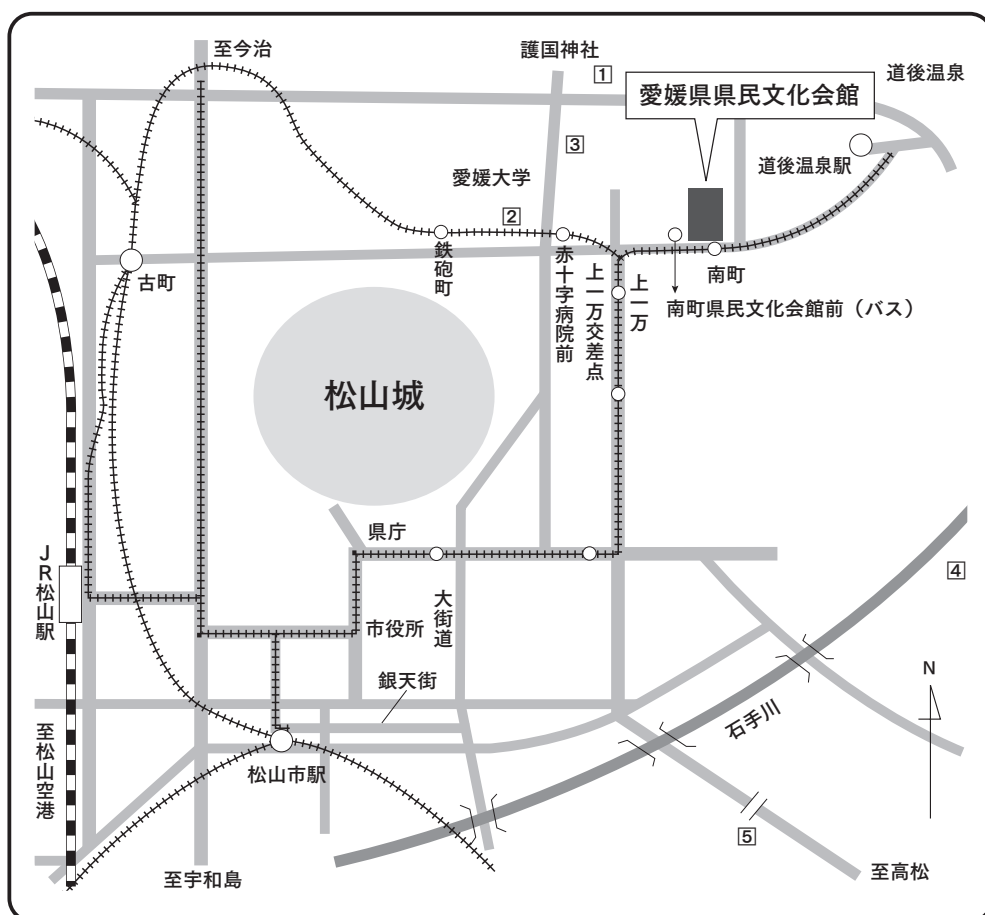 至今治
護国神社
1
道後温泉
愛媛県県民文化会館
3
道後温泉駅
愛媛大学
2
鉄砲町
赤十字病院前
上一万交差点
上一万
南町
古町
南町県民文化会館前（バス）
松山城
県庁
JR松山駅
4
大街道
市役所
銀天街
N
石手川
至松山空港
松山市駅
5
至宇和島
至高松